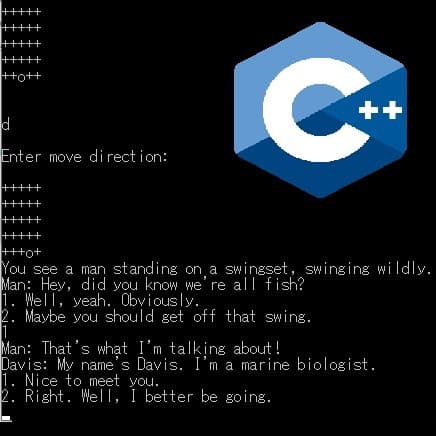 +++++
+++++
+++++
+++++
++o++
d
Enter move direction:
+++++
+++++
+++++
+++++
+++o+
You see a man standing on a swingset, swinging wildly.
Man: Hey, did you know we're all fish?
1. Well, yeah. Obviously.
2. Maybe you should get off that swing.
1
Man: That's what I'm talking about!
Davis: My name's Davis. I'm a marine biologist.
1. Nice to meet you.
2. Right. Well, I better be going.
C++